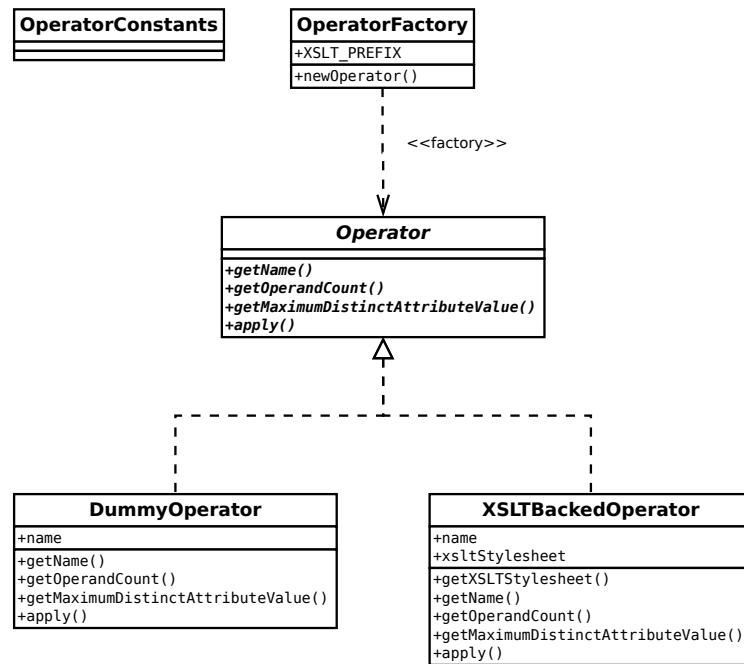 OperatorConstants
OperatorFactory
+XSLT_PREFIX
+newOperator()
<<factory>>
Operator
+getName()
+getOperandCount()
+getMaximumDistinctAttributeValue()
+apply()
DummyOperator
+name
+getName()
+getOperandCount()
+getMaximumDistinctAttributeValue()
+apply()
XSLTBackedOperator
+name
+xsltStylesheet
+getXSLTStylesheet()
+getName()
+getOperandCount()
+getMaximumDistinctAttributeValue()
+apply()